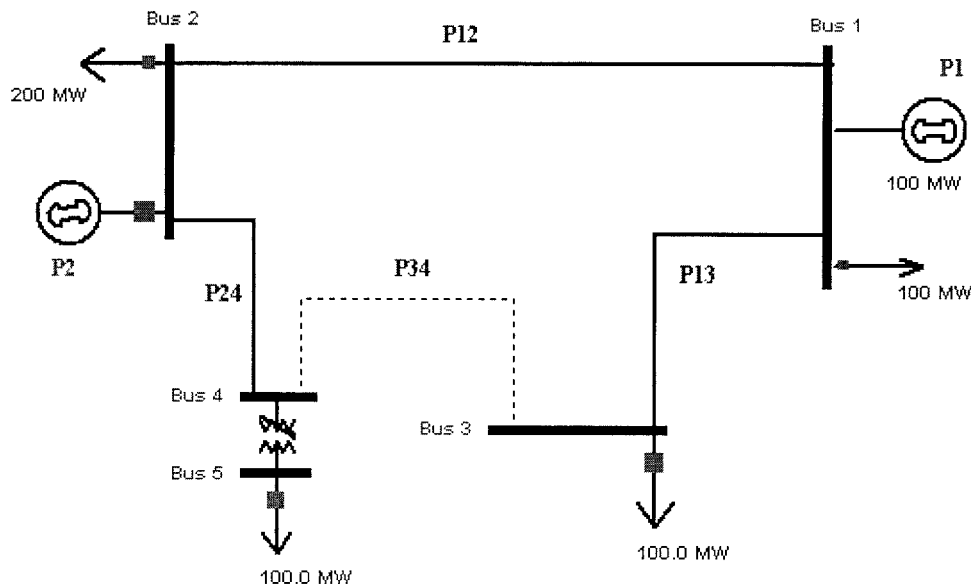 Bus 2
P12
Bus 1
P1
200 MW
100 MW
P2
P34
P13
100 MW
P24
Bus 4
Bus 3
Bus 5
100.0 MW
100.0 MW